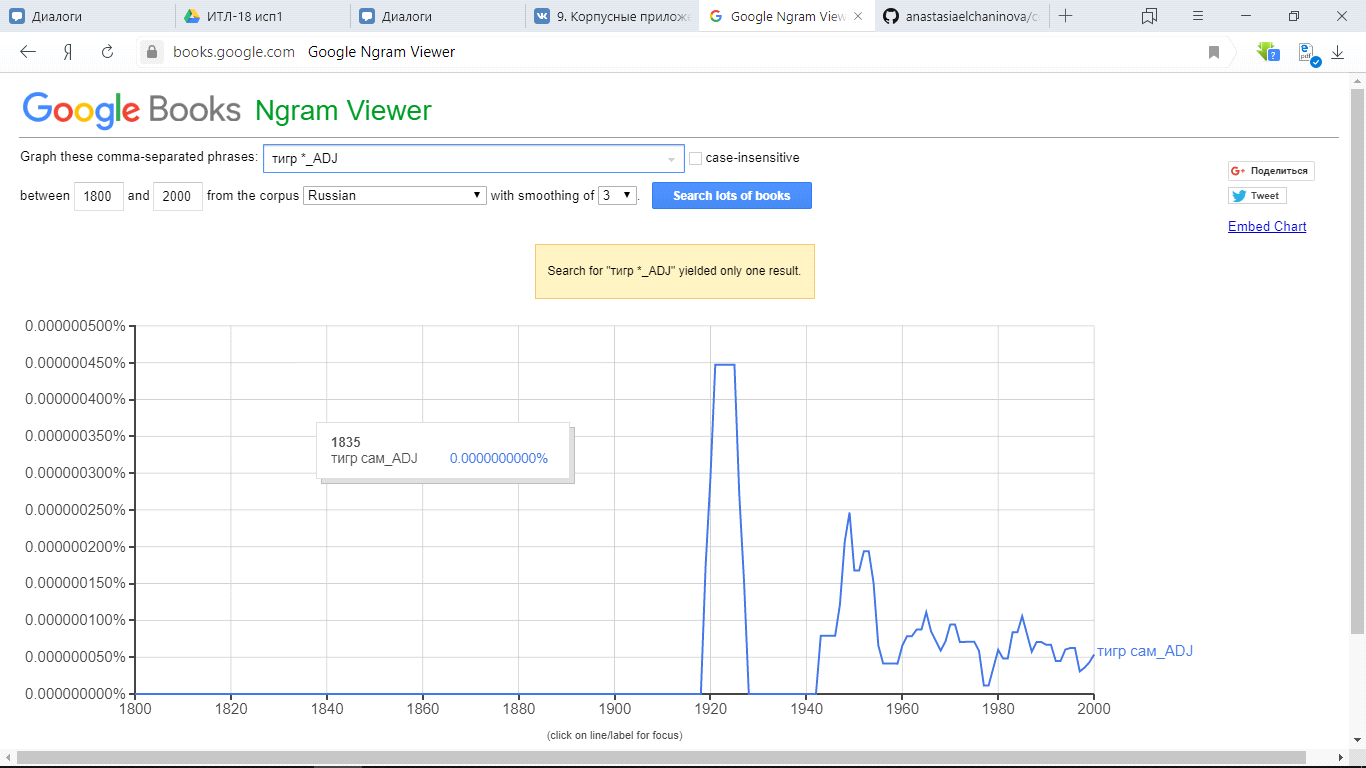 Диалоги
ИТЛ-18 исп1
Диалоги
9. Корпусные прилож
Google Ngram View
anastasiaelchaninova/c
Я books.google.com Google Ngram Viewer
Google Books Ngram Viewer
Graph these comma-separated phrases: тигр *_ADJ case-insensitive
between 1800 and 2000 from the corpus Russian with smoothing of 3 . Search lots of books
G+ Поделиться
Tweet
Embed Chart
Search for "тигр *_ADJ" yielded only one result.
0.000000500%
0.000000450%
0.000000400%
0.000000350%
0.000000300%
0.000000250%
0.000000200%
0.000000150%
0.000000100%
0.000000050%
0.000000000%
1835
тигр сам_ADJ 0.0000000000%
тигр сам_ADJ
1800 1820 1840 1860 1880 1900 1920 1940 1960 1980 2000
(click on line/label for focus)